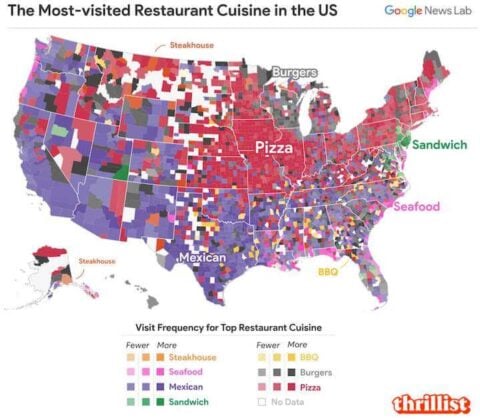 The Most-visited Restaurant Cuisine in the US
Google News Lab
Steakhouse
Burgers
Pizza
Sandwich
Seafood
Mexican
Steakhouse
BBQ
Visit Frequency for Top Restaurant Cuisine
Fewer More
Steakhouse
Seafood
Mexican
Sandwich
Fewer More
BBQ
Burgers
Pizza
No Data
thrillist